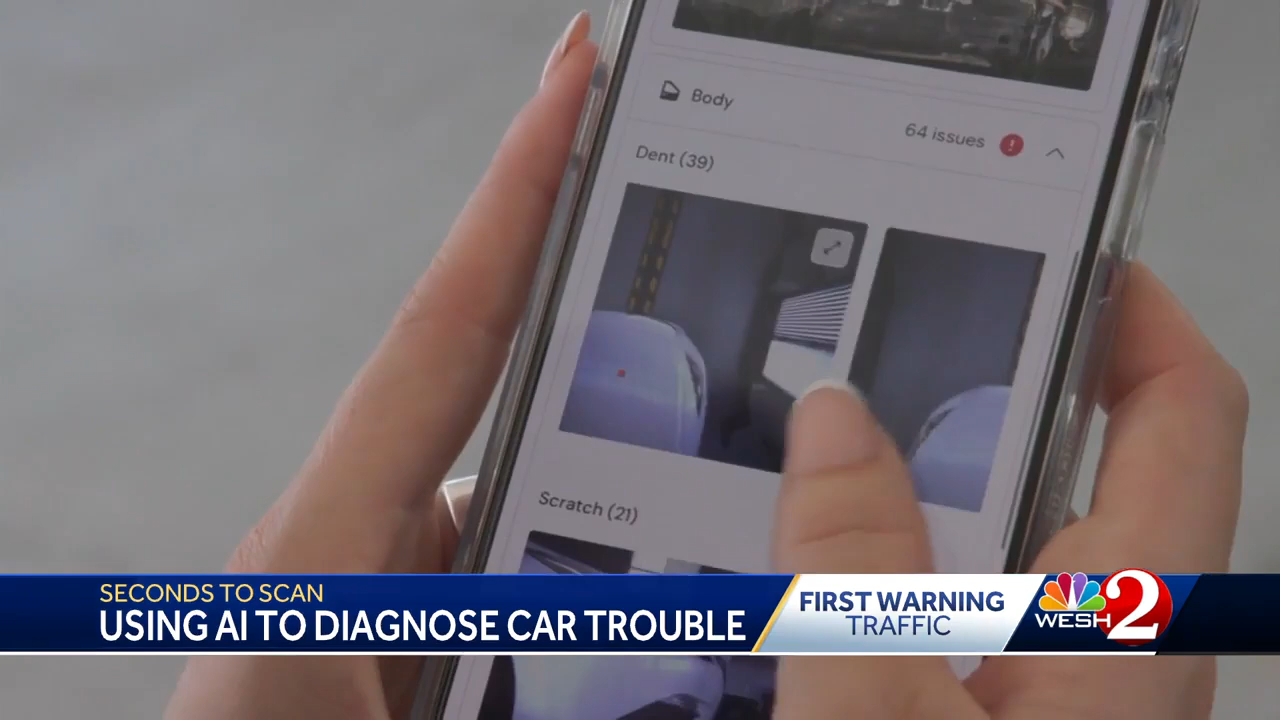 Body
64 issues
Dent (39)
Scratch (21)
SECONDS TO SCAN
USING AI TO DIAGNOSE CAR TROUBLE
FIRST WARNING
TRAFFIC
WESH 2